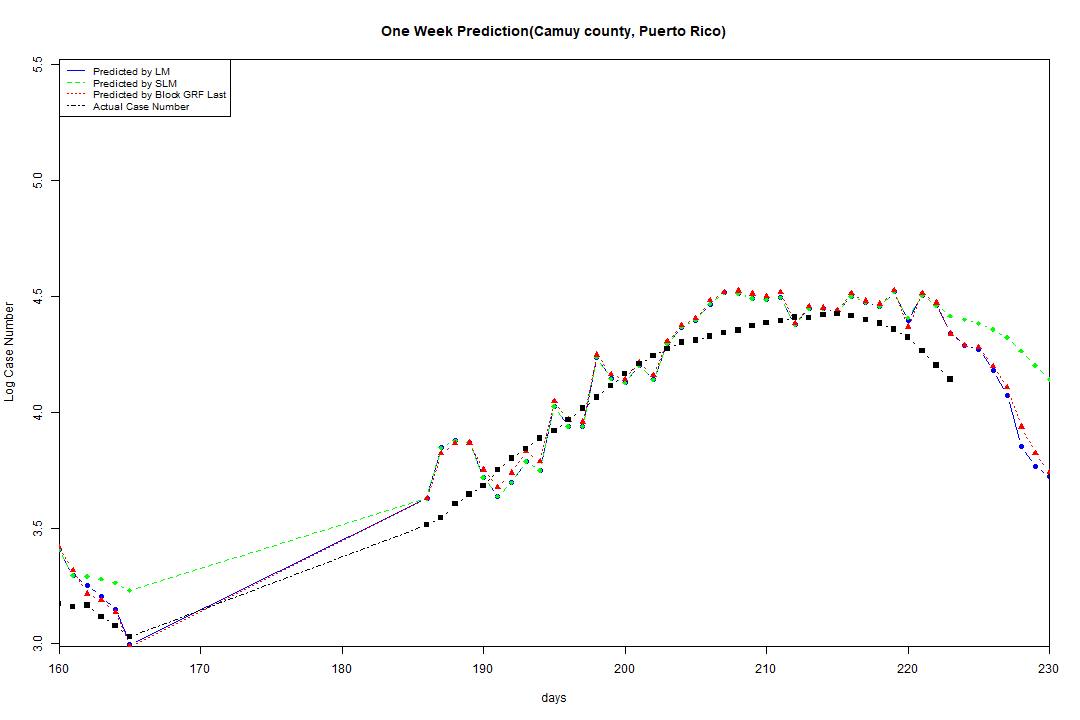 One Week Prediction(Camuy county, Puerto Rico)
Predicted by LM
Predicted by SLM
Predicted by Block GRF Last
Actual Case Number
5.5
5.0
4.5
4.0
3.5
3.0
Log Case Number
160 170 180 190 200 210 220 230
days